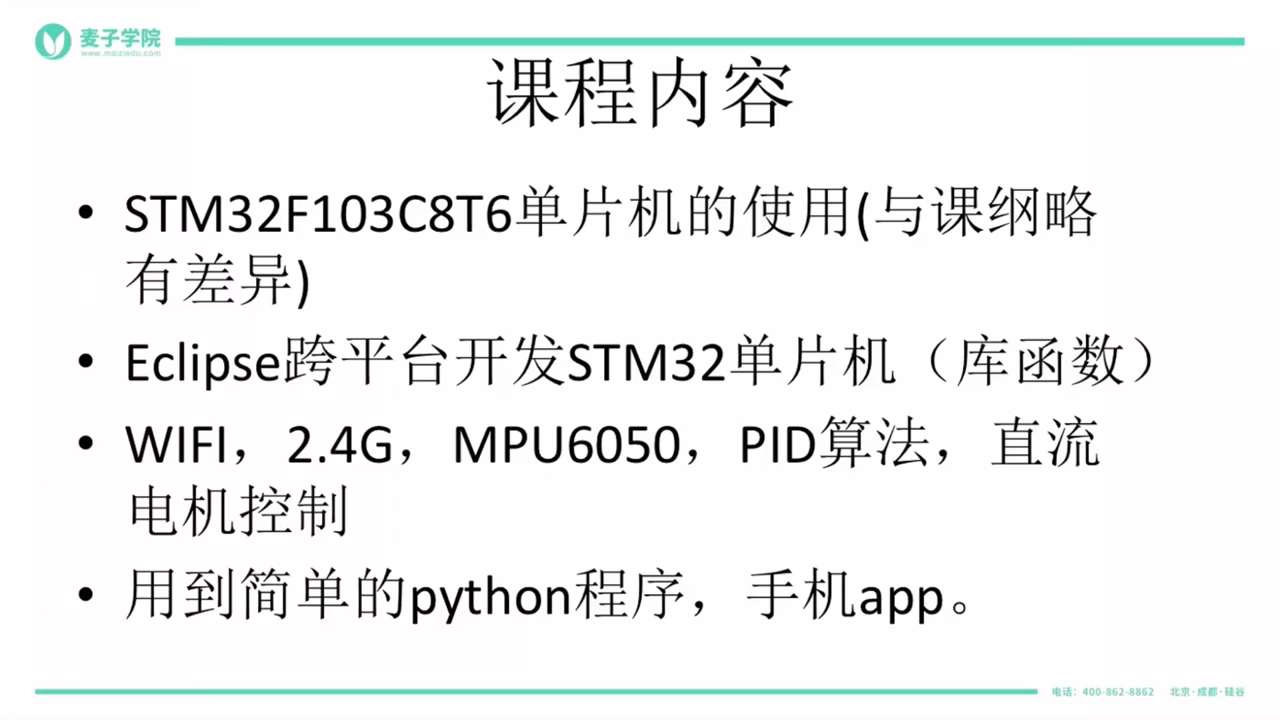 麦子学院
www.maiziedu.com
课程内容
• STM32F103C8T6单片机的使用(与课纲略
有差异)
• Eclipse跨平台开发STM32单片机（库函数）
• WIFI，2.4G，MPU6050，PID算法，直流
电机控制
• 用到简单的python程序，手机app。
电话：400-862-8862 北京·成都·硅谷